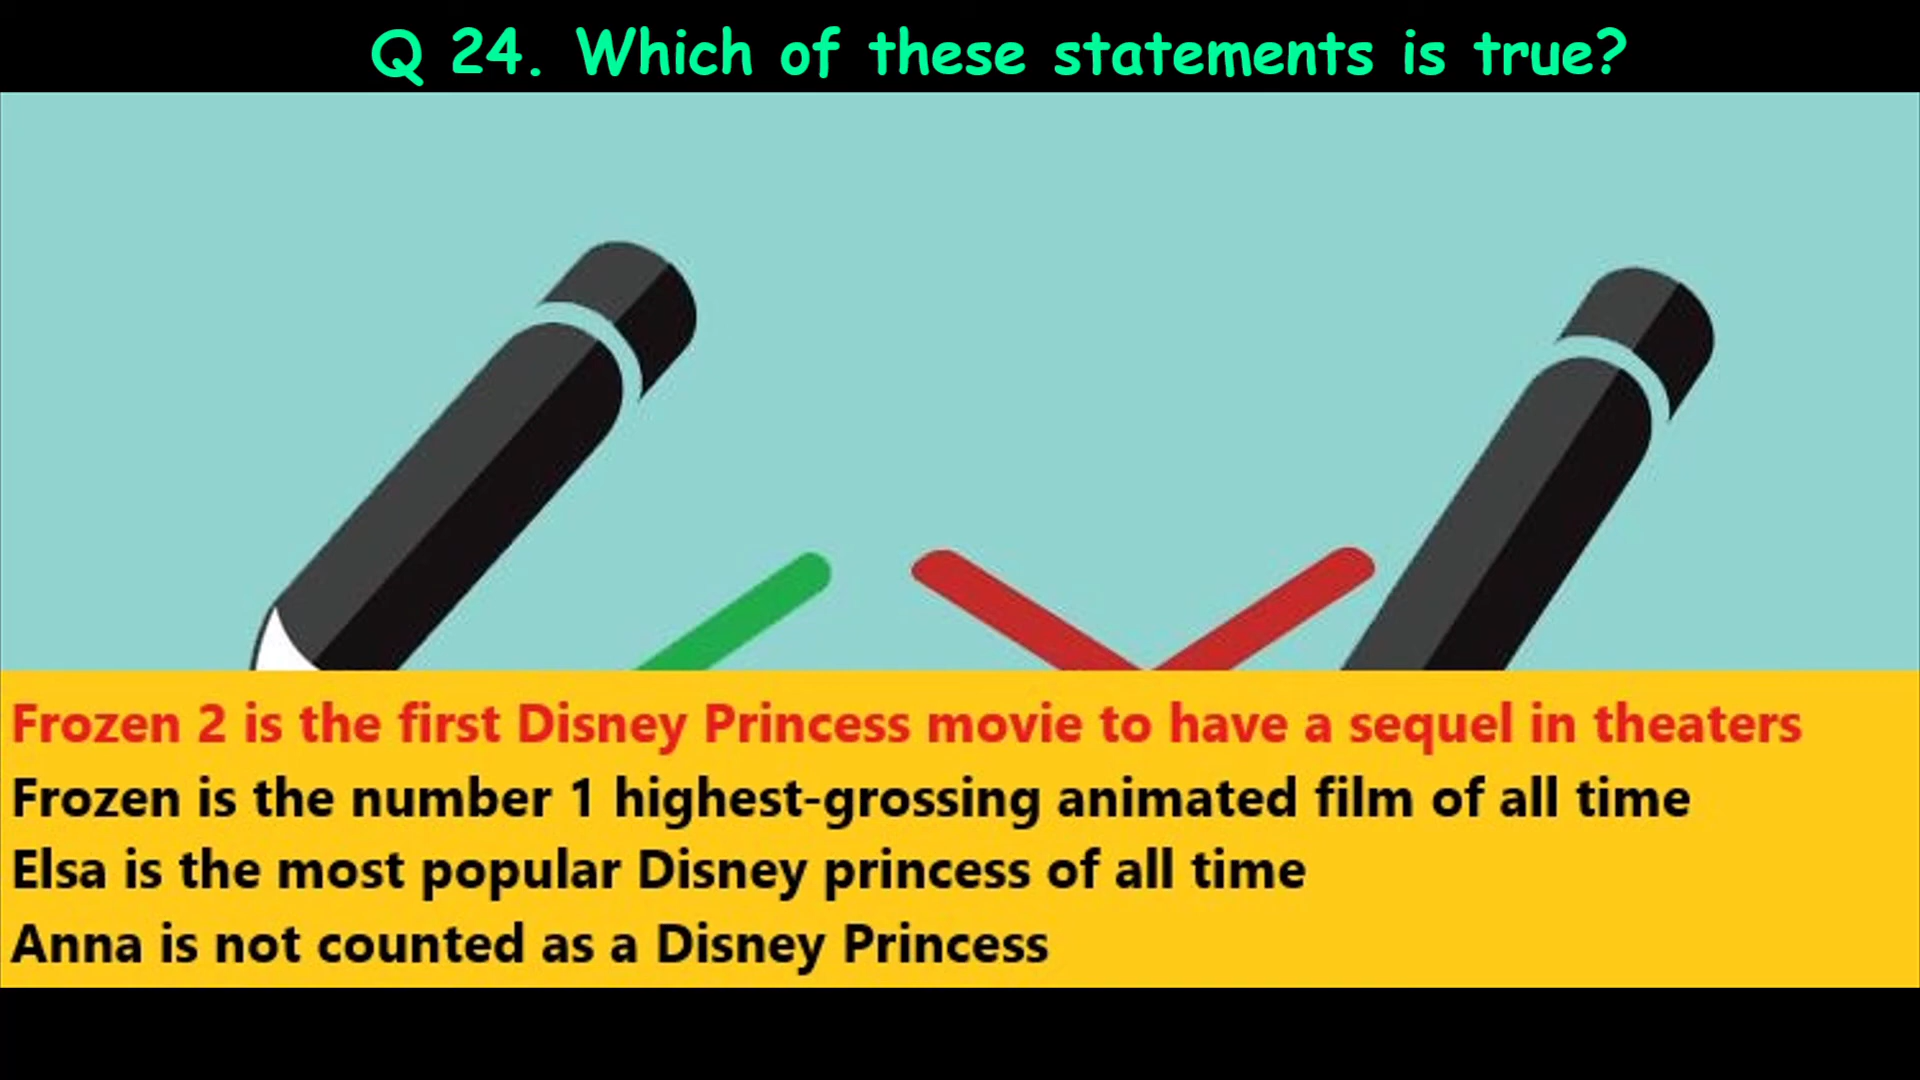 Q 24. Which of these statements is true?
Frozen 2 is the first Disney Princess movie to have a sequel in theaters
Frozen is the number 1 highest-grossing animated film of all time
Elsa is the most popular Disney princess of all time
Anna is not counted as a Disney Princess